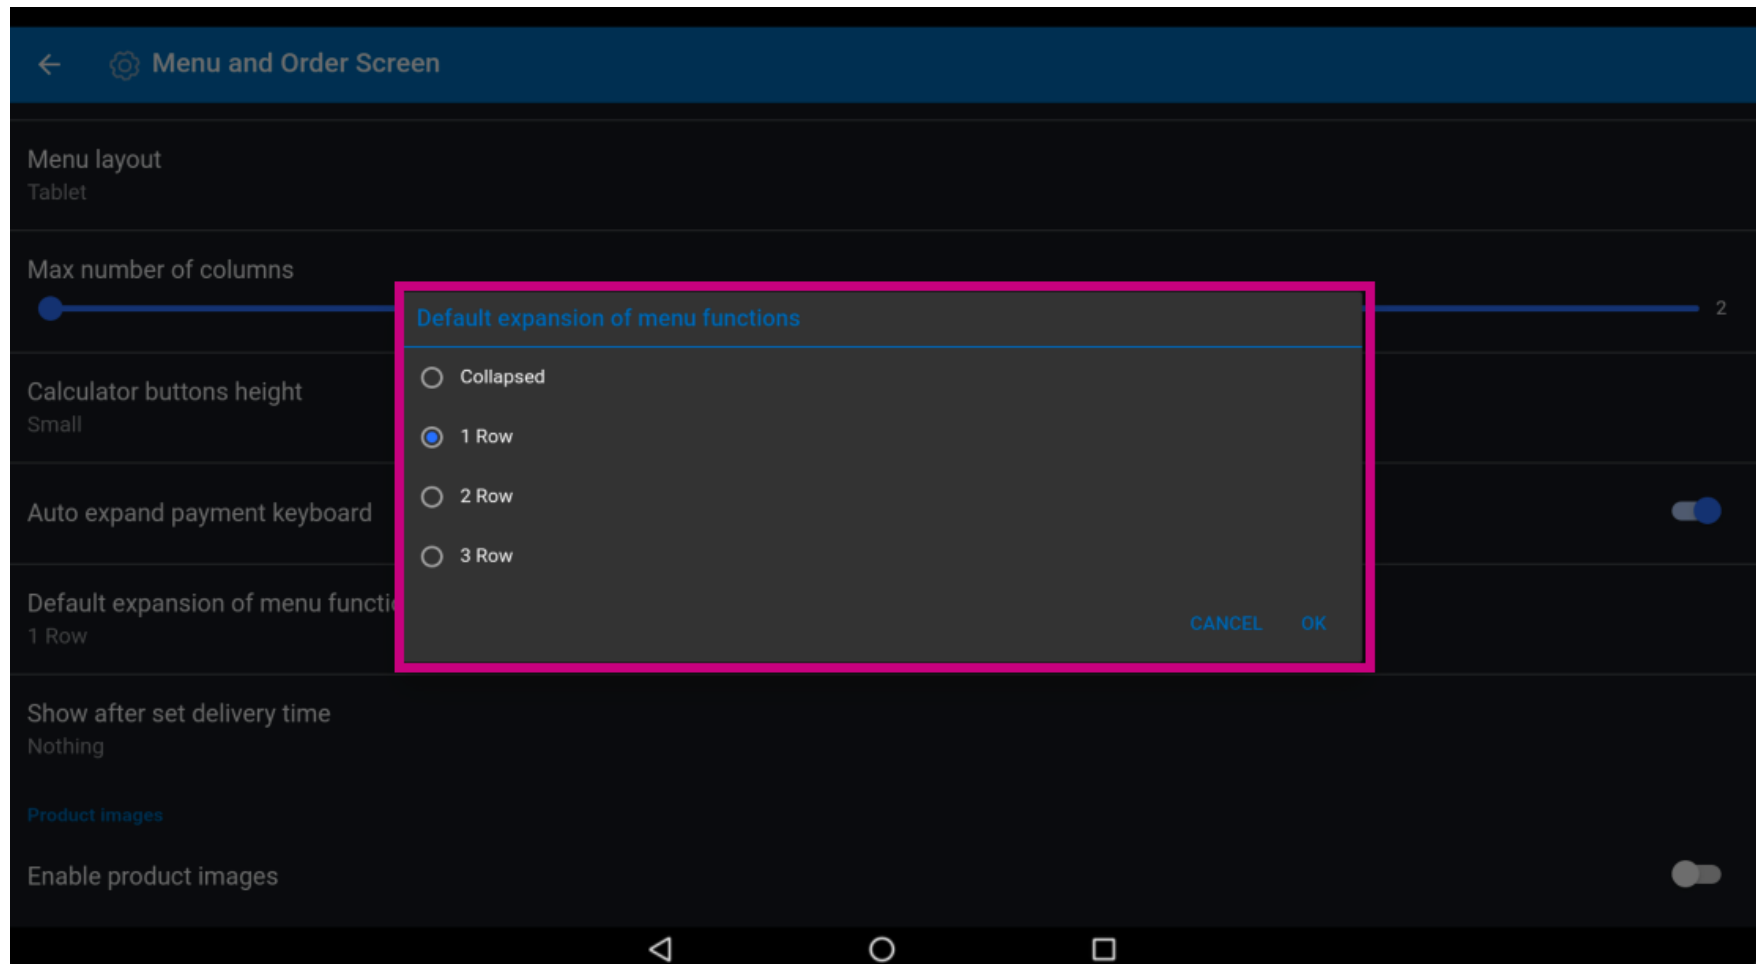 Menu and Order Screen
Menu layout
Tablet
Max number of columns
2
Default expansion of menu functions
Collapsed
1 Row
2 Row
3 Row
CANCEL OK
Calculator buttons height
Small
Auto expand payment keyboard
Default expansion of menu functi
1 Row
Show after set delivery time
Nothing
Product images
Enable product images